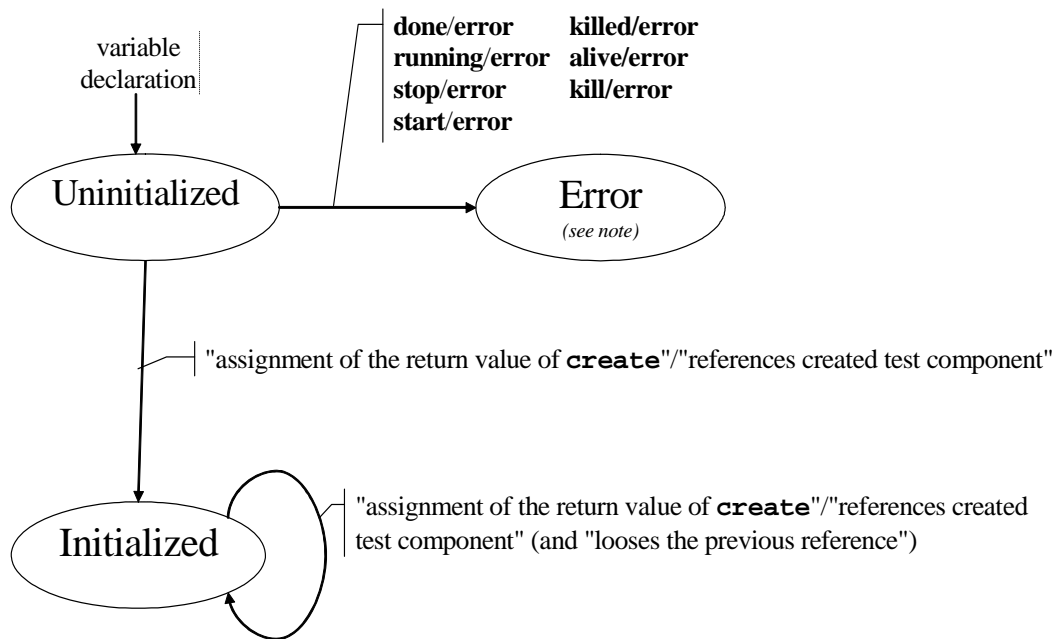 variable
declaration
done/error killed/error
running/error alive/error
stop/error kill/error
start/error
Uninitialized
Error
(see note)
"assignment of the return value of create"/"references created test component"
Initialized
"assignment of the return value of create"/"references created
test component" (and "looses the previous reference")